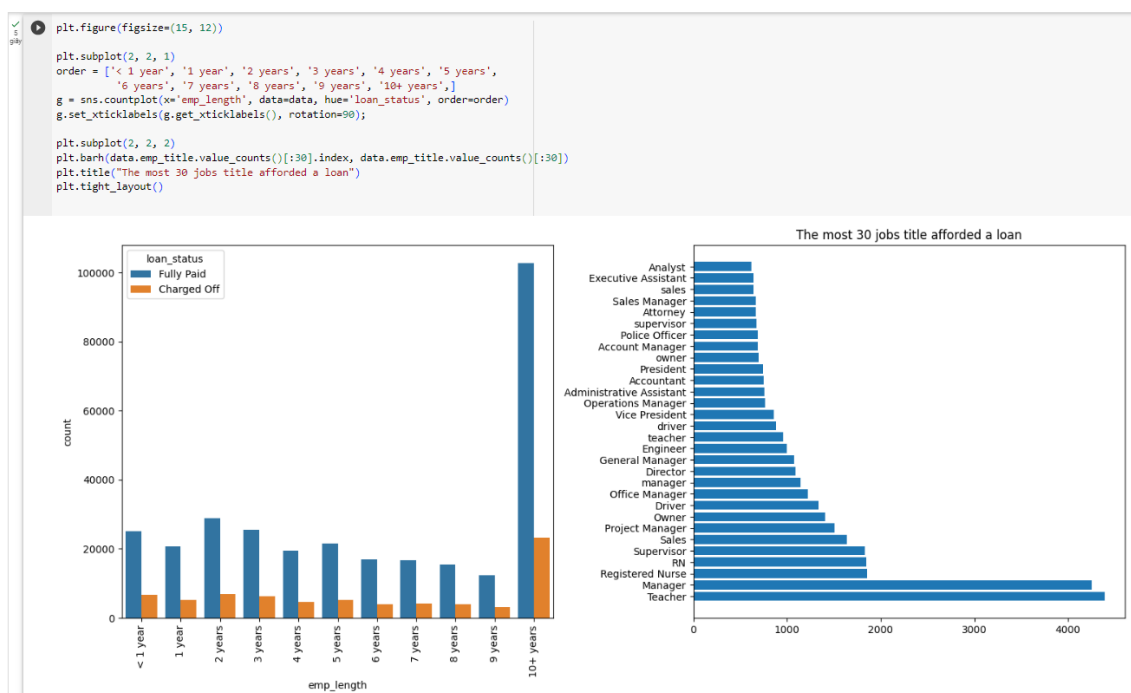 5
giây
plt.figure(figsize=(15, 12))
plt.subplot(2, 2, 1)
order = ['< 1 year', '1 year', '2 years', '3 years', '4 years', '5 years',
'6 years', '7 years', '8 years', '9 years', '10+ years',]
g = sns.countplot(x='emp_length', data=data, hue='loan_status', order=order)
g.set_xticklabels(g.get_xticklabels(), rotation=90);
plt.subplot(2, 2, 2)
plt.barh(data.emp_title.value_counts()[:30].index, data.emp_title.value_counts()[:30])
plt.title("The most 30 jobs title afforded a loan")
plt.tight_layout()
loan_status
Fully Paid
Charged Off
100000
80000
60000
40000
20000
0
count
< 1 year
1 year
2 years
3 years
4 years
5 years
6 years
7 years
8 years
9 years
10+ years
emp_length
The most 30 jobs title afforded a loan
Analyst
Executive Assistant
sales
Sales Manager
Attorney
supervisor
Police Officer
Account Manager
owner
President
Accountant
Administrative Assistant
Operations Manager
Vice President
driver
teacher
Engineer
General Manager
Director
manager
Office Manager
Driver
Owner
Project Manager
Sales
Supervisor
RN
Registered Nurse
Manager
Teacher
0 1000 2000 3000 4000